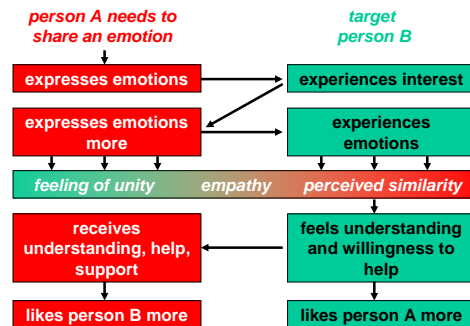 person A needs to
share an emotion
target
person B
expresses emotions
experiences interest
expresses emotions
more
experiences
emotions
feeling of unity empathy perceived similarity
receives
understanding, help,
support
feels understanding
and willingness to
help
likes person B more
likes person A more